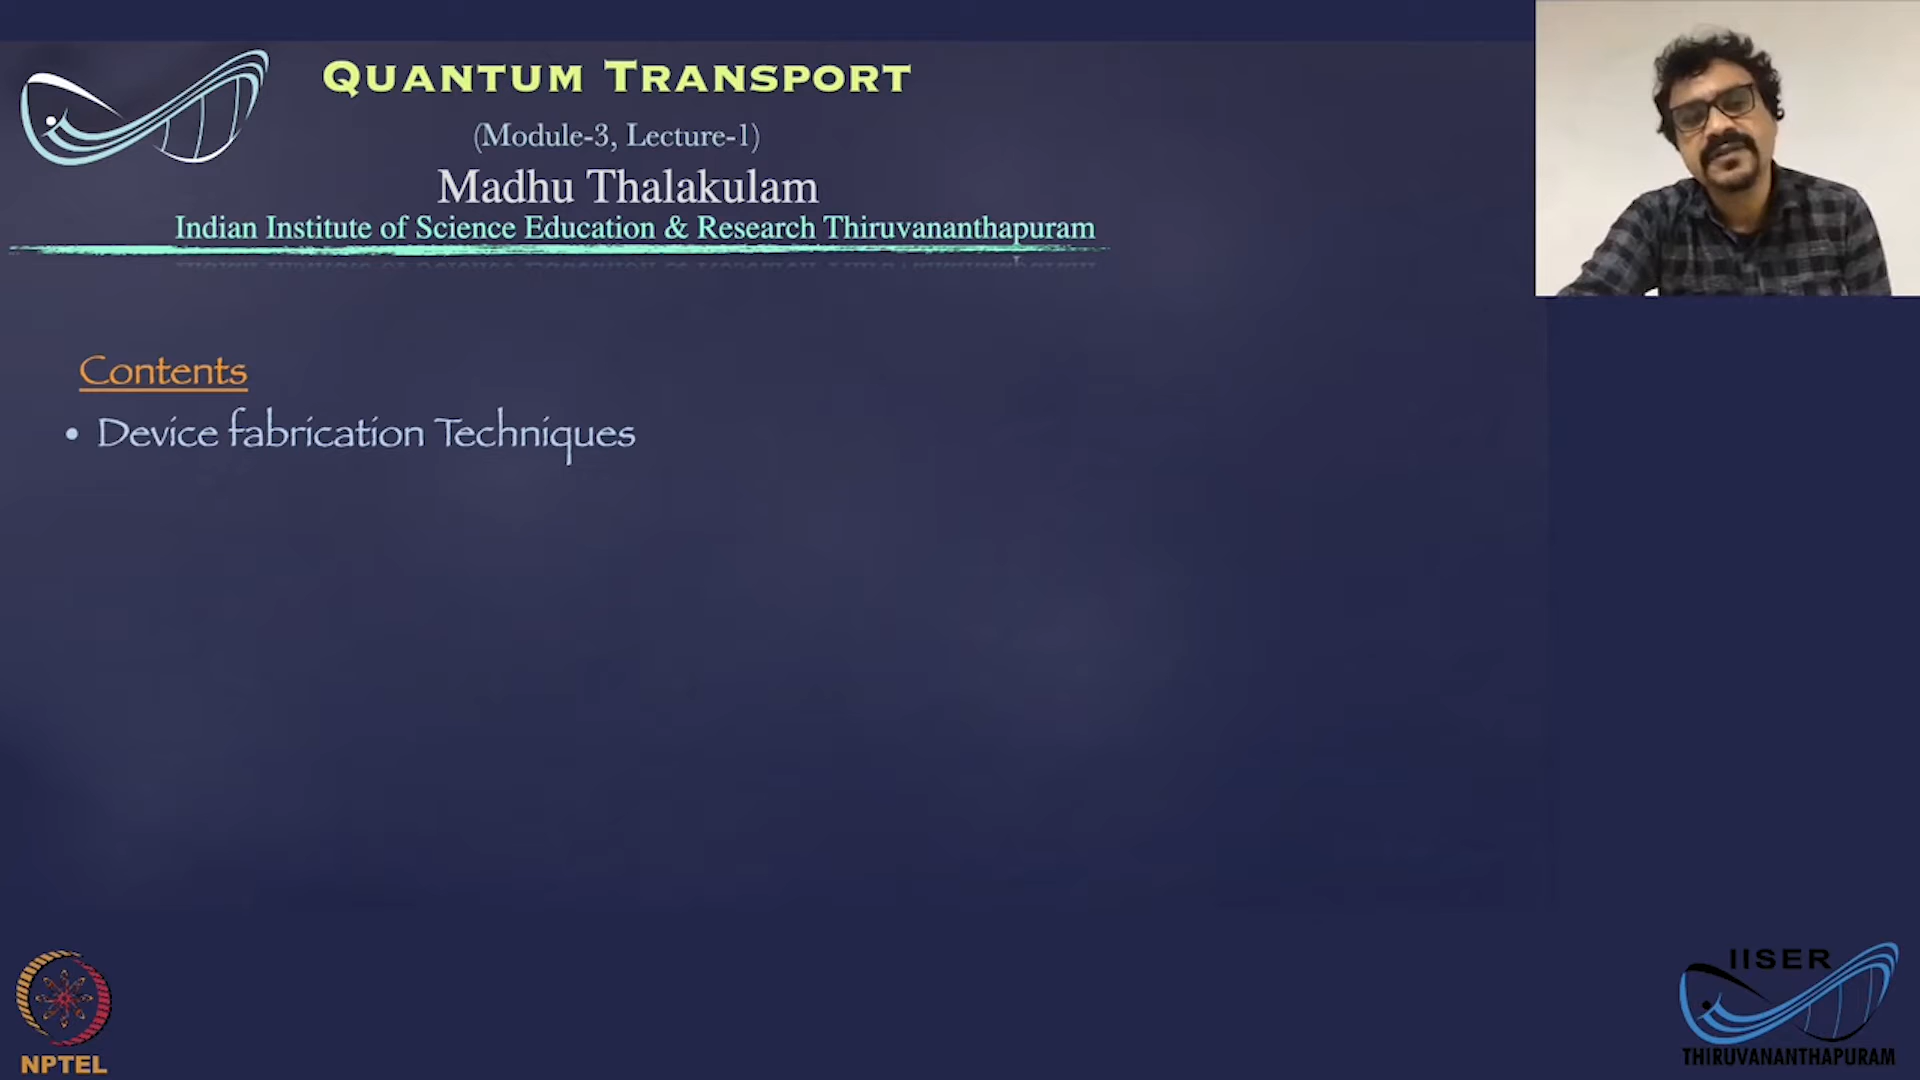 QUANTUM TRANSPORT
(Module-3, Lecture-1)
Madhu Thalakulam
Indian Institute of Science Education & Research Thiruvananthapuram
Contents
• Device fabrication Techniques
NPTEL
IISER
THIRUVANANTHAPURAM